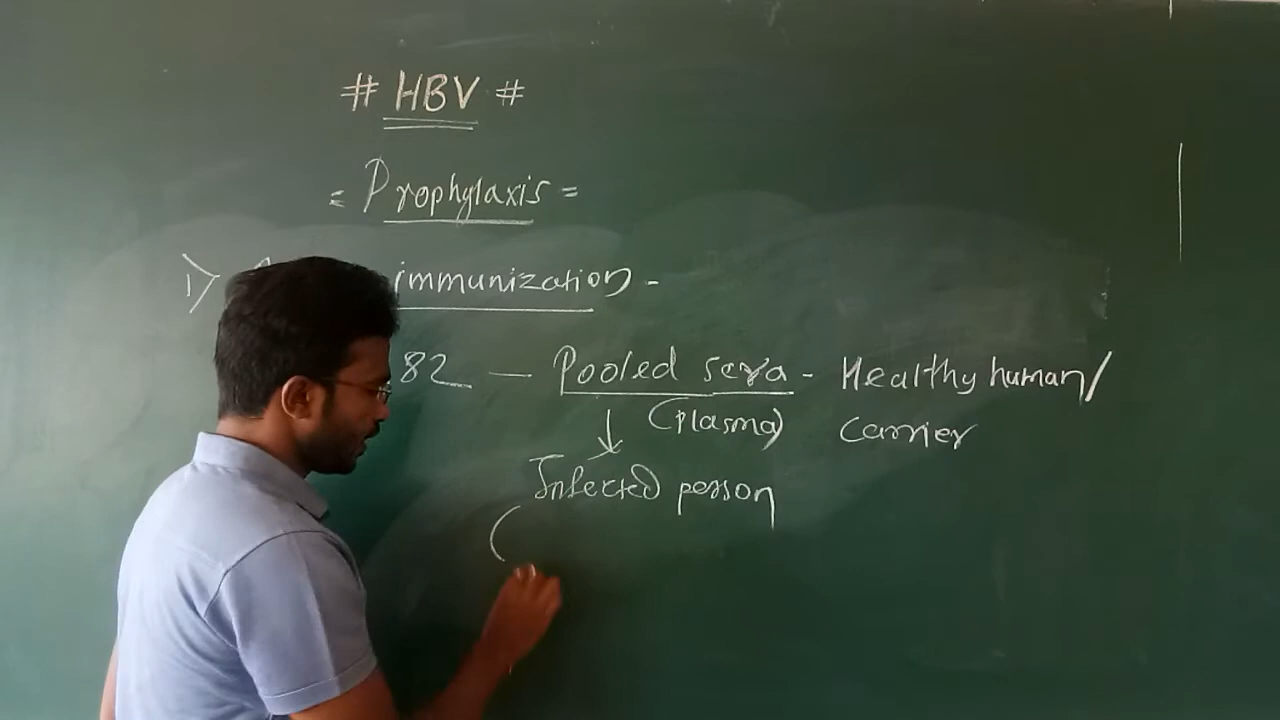 # HBV #
= Prophylaxis =
1) immunization -
82 — Pooled sera - Healthy human/
(plasma) carrier
↓
Infected person
(